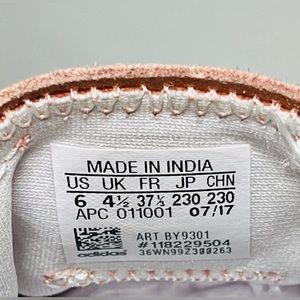 MADE IN INDIA
US UK FR JP CHN
6 4½ 37⅓ 230 230
APC 011001 07/17
ART BY9301
#118229504
adidas 36WN99Z300263